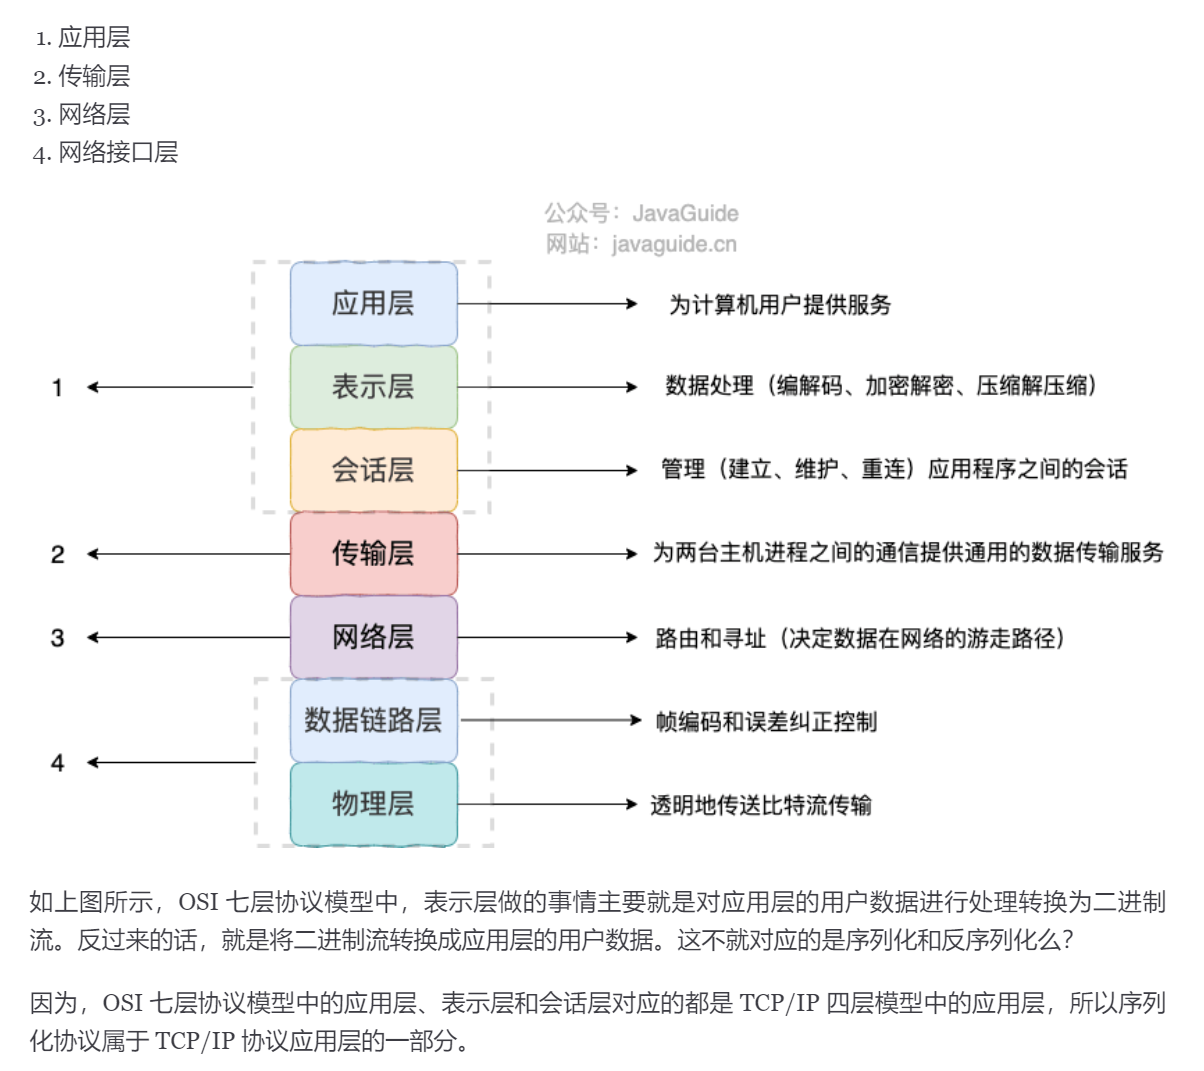 1. 应用层
2. 传输层
3. 网络层
4. 网络接口层
公众号：JavaGuide
网站：javaguide.cn
应用层
为计算机用户提供服务
1
表示层
数据处理（编解码、加密解密、压缩解压缩）
会话层
管理（建立、维护、重连）应用程序之间的会话
2
传输层
为两台主机进程之间的通信提供通用的数据传输服务
3
网络层
路由和寻址（决定数据在网络的游走路径）
数据链路层
帧编码和误差纠正控制
4
物理层
透明地传送比特流传输
如上图所示，OSI 七层协议模型中，表示层做的事情主要就是对应用层的用户数据进行处理转换为二进制
流。反过来的话，就是将二进制流转换成应用层的用户数据。这不就对应的是序列化和反序列化么？
因为，OSI 七层协议模型中的应用层、表示层和会话层对应的都是 TCP/IP 四层模型中的应用层，所以序列
化协议属于 TCP/IP 协议应用层的一部分。